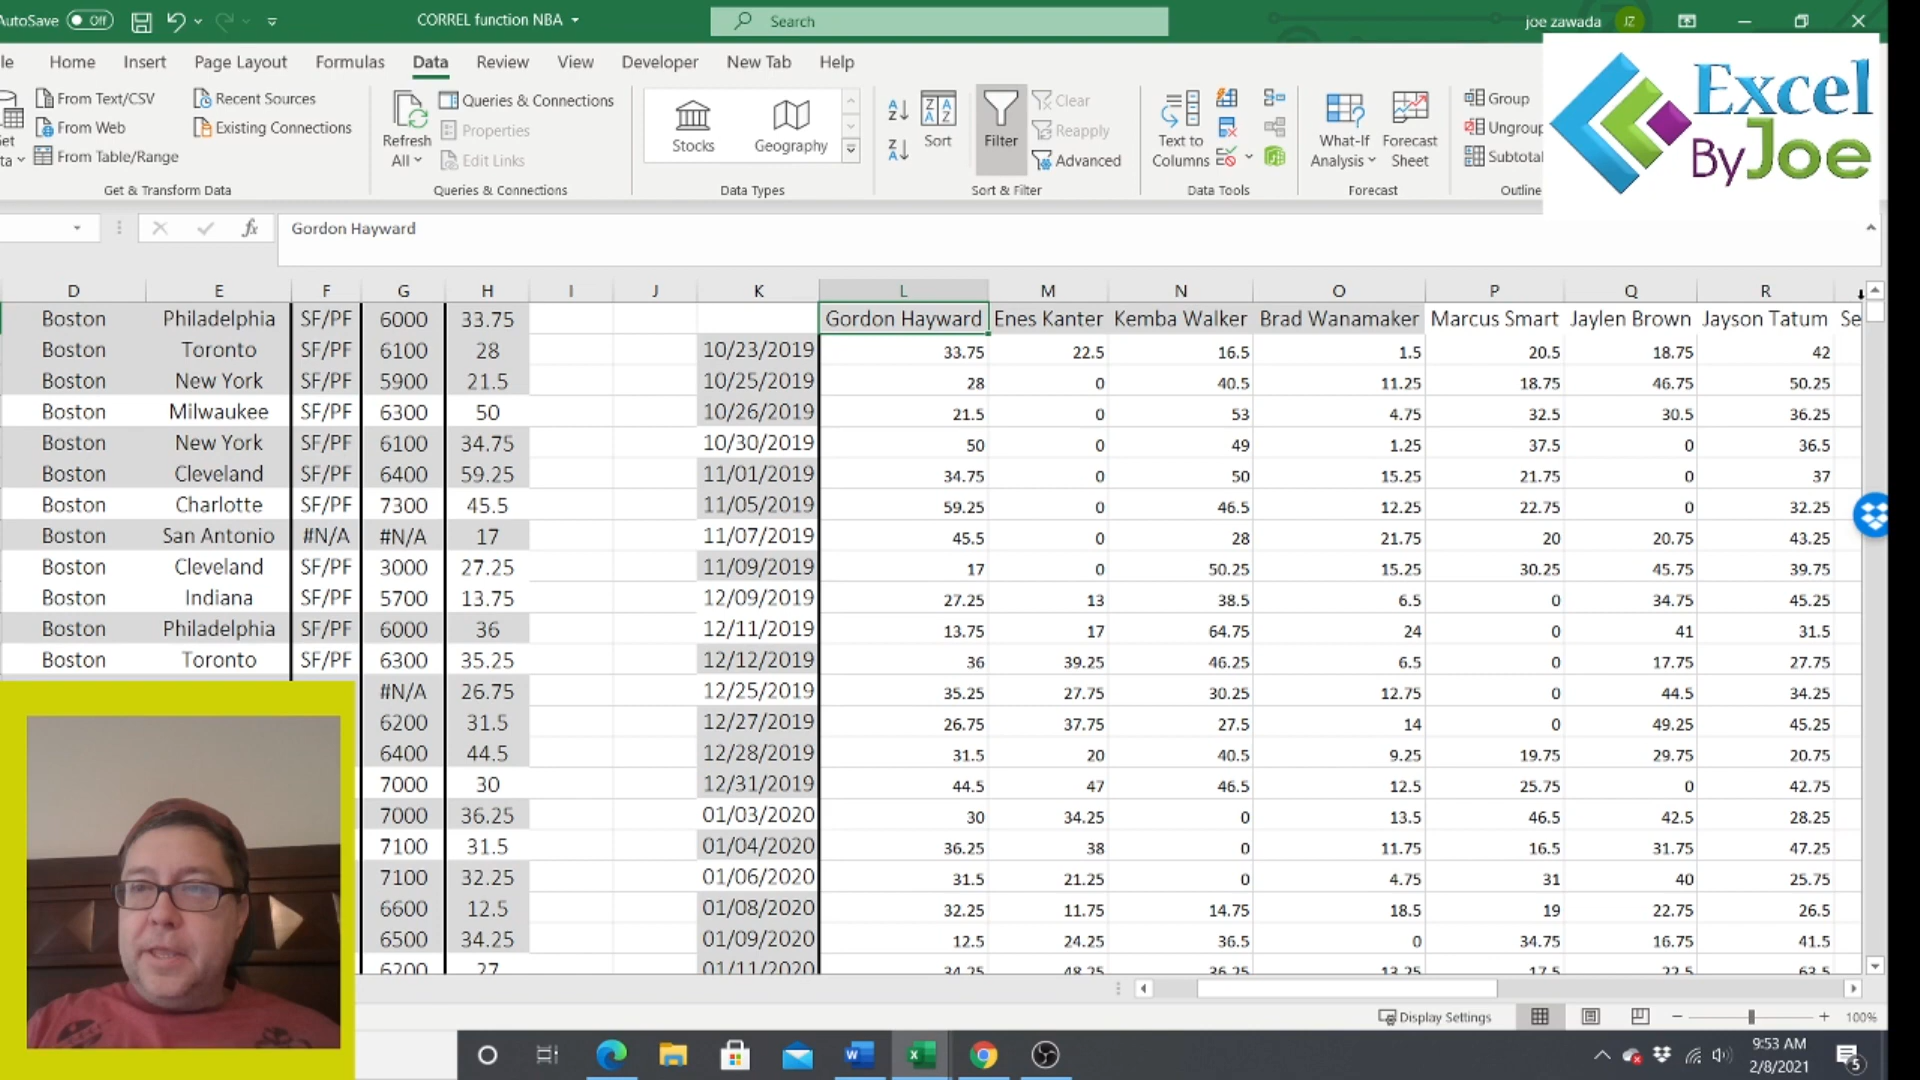 AutoSave Off CORREL function NBA Search joe zawada JZ
Home Insert Page Layout Formulas Data Review View Developer New Tab Help
From Text/CSV Recent Sources
From Web Existing Connections
From Table/Range
Get & Transform Data
Refresh All
Queries & Connections
Properties
Edit Links
Queries & Connections
Stocks Geography
Data Types
Sort Filter
Clear
Reapply
Advanced
Sort & Filter
Text to Columns
Data Tools
What-If Analysis Forecast Sheet
Forecast
Group
Ungroup
Subtotal
Outline
Excel
By Joe
fx Gordon Hayward
D E F G H I J K L M N O P Q R
Boston Philadelphia SF/PF 6000 33.75 Gordon Hayward Enes Kanter Kemba Walker Brad Wanamaker Marcus Smart Jaylen Brown Jayson Tatum Se
Boston Toronto SF/PF 6100 28 10/23/2019 33.75 22.5 16.5 1.5 20.5 18.75 42
Boston New York SF/PF 5900 21.5 10/25/2019 28 0 40.5 11.25 18.75 46.75 50.25
Boston Milwaukee SF/PF 6300 50 10/26/2019 21.5 0 53 4.75 32.5 30.5 36.25
Boston New York SF/PF 6100 34.75 10/30/2019 50 0 49 1.25 37.5 0 36.5
Boston Cleveland SF/PF 6400 59.25 11/01/2019 34.75 0 50 15.25 21.75 0 37
Boston Charlotte SF/PF 7300 45.5 11/05/2019 59.25 0 46.5 12.25 22.75 0 32.25
Boston San Antonio #N/A #N/A 17 11/07/2019 45.5 0 28 21.75 20 20.75 43.25
Boston Cleveland SF/PF 3000 27.25 11/09/2019 17 0 50.25 15.25 30.25 45.75 39.75
Boston Indiana SF/PF 5700 13.75 12/09/2019 27.25 13 38.5 6.5 0 34.75 45.25
Boston Philadelphia SF/PF 6000 36 12/11/2019 13.75 17 64.75 24 0 41 31.5
Boston Toronto SF/PF 6300 35.25 12/12/2019 36 39.25 46.25 6.5 0 17.75 27.75
#N/A 26.75 12/25/2019 35.25 27.75 30.25 12.75 0 44.5 34.25
6200 31.5 12/27/2019 26.75 37.75 27.5 14 0 49.25 45.25
6400 44.5 12/28/2019 31.5 20 40.5 9.25 19.75 29.75 20.75
7000 30 12/31/2019 44.5 47 46.5 12.5 25.75 0 42.75
7000 36.25 01/03/2020 30 34.25 0 13.5 46.5 42.5 28.25
7100 31.5 01/04/2020 36.25 38 0 11.75 16.5 31.75 47.25
7100 32.25 01/06/2020 31.5 21.25 0 4.75 31 40 25.75
6600 12.5 01/08/2020 32.25 11.75 14.75 18.5 19 22.75 26.5
6500 34.25 01/09/2020 12.5 24.25 36.5 0 34.75 16.75 41.5
6200 27 01/11/2020 34.25 48.25 36.25 13.25 17.5 22.5 63.5
Display Settings 100%
9:53 AM
2/8/2021
5